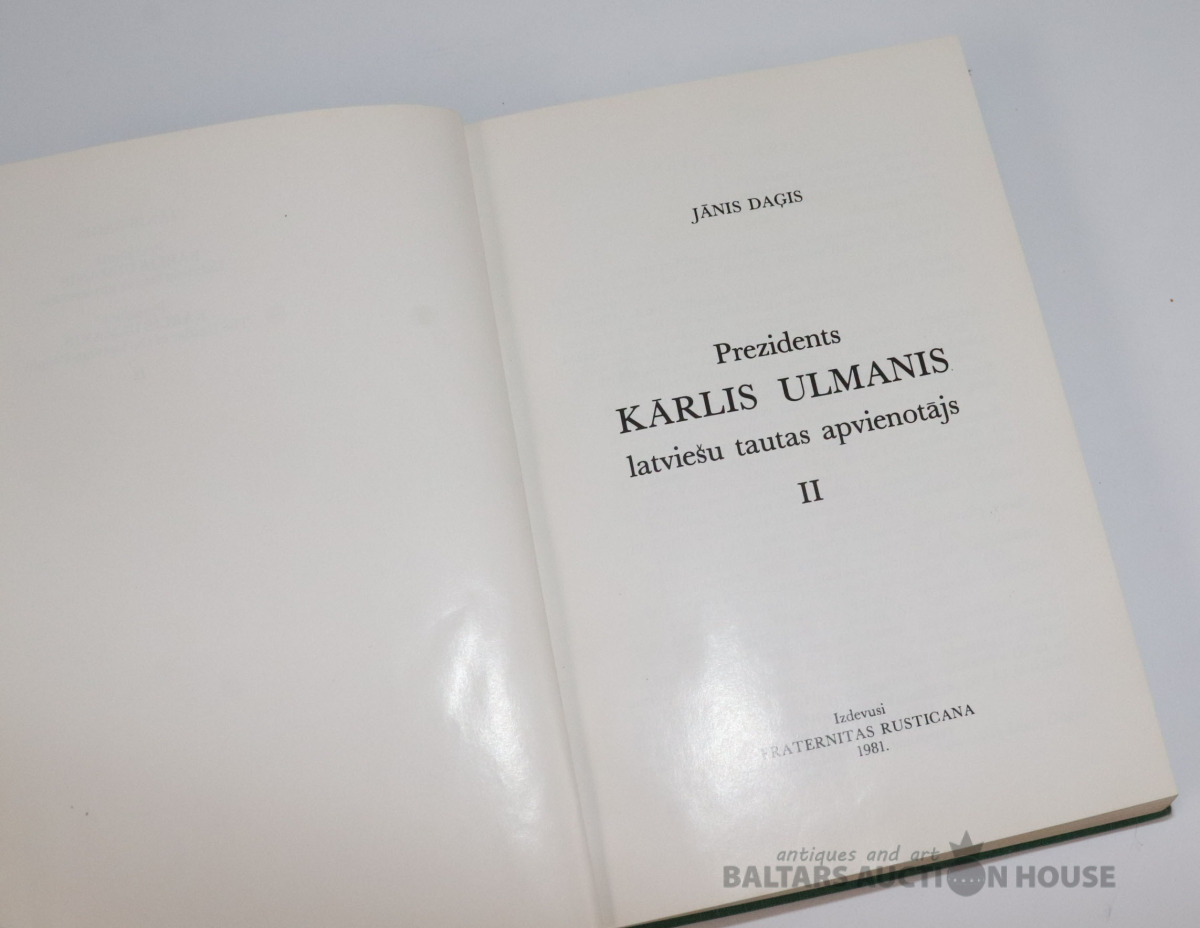 JĀNIS DAĢIS
Prezidents
KĀRLIS ULMANIS
latviešu tautas apvienotājs
II
Izdevusi
FRATERNITAS RUSTICANA
1981.
antiques and art
BALTARS AUCTION HOUSE